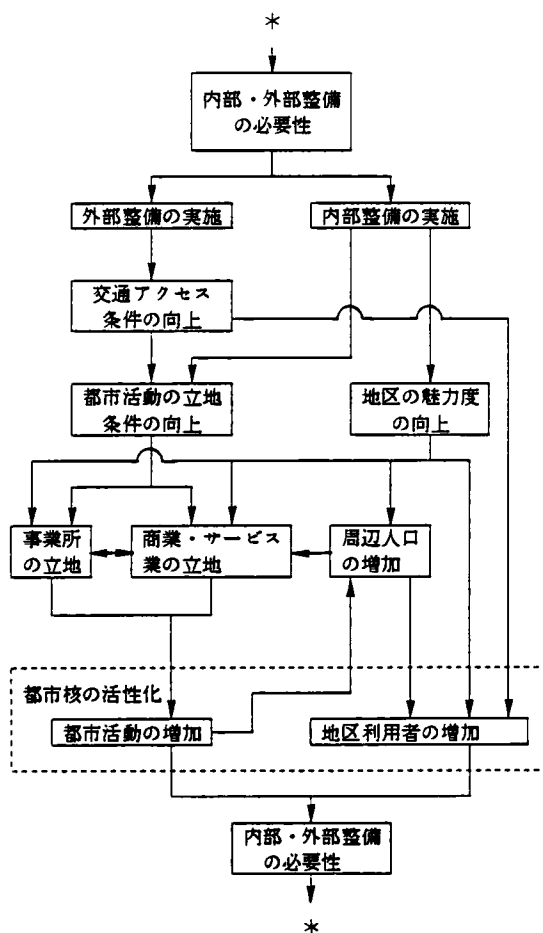 *
内部・外部整備
の必要性
外部整備の実施
内部整備の実施
交通アクセス
条件の向上
都市活動の立地
条件の向上
地区の魅力度
の向上
事業所
の立地
商業・サービス
業の立地
周辺人口
の増加
都市核の活性化
都市活動の増加
地区利用者の増加
内部・外部整備
の必要性
*